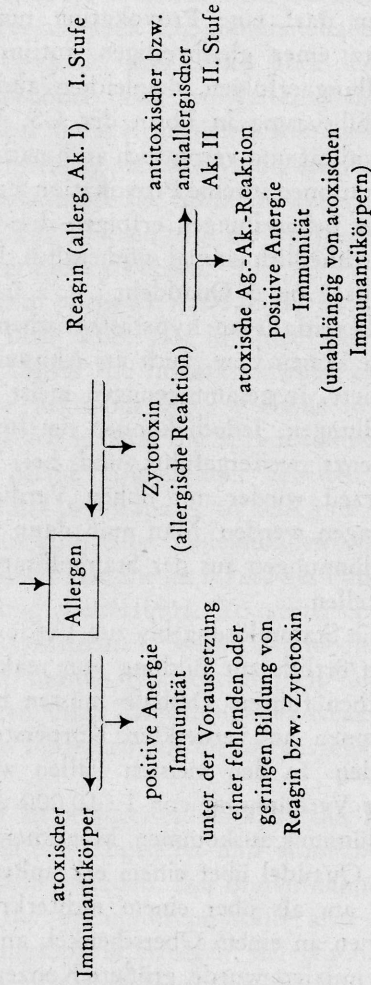 Allergen
atoxischer
Immunantikörper
positive Anergie
Immunität
unter der Voraussetzung
einer fehlenden oder
geringen Bildung von
Reagin bzw. Zytotoxin
Reagin (allerg. Ak. I) I. Stufe
Zytotoxin
(allergische Reaktion)
antitoxischer bzw.
antiallergischer
Ak. II II. Stufe
atoxische Ag.-Ak.-Reaktion
positive Anergie
Immunität
(unabhängig von atoxischen
Immunantikörpern)